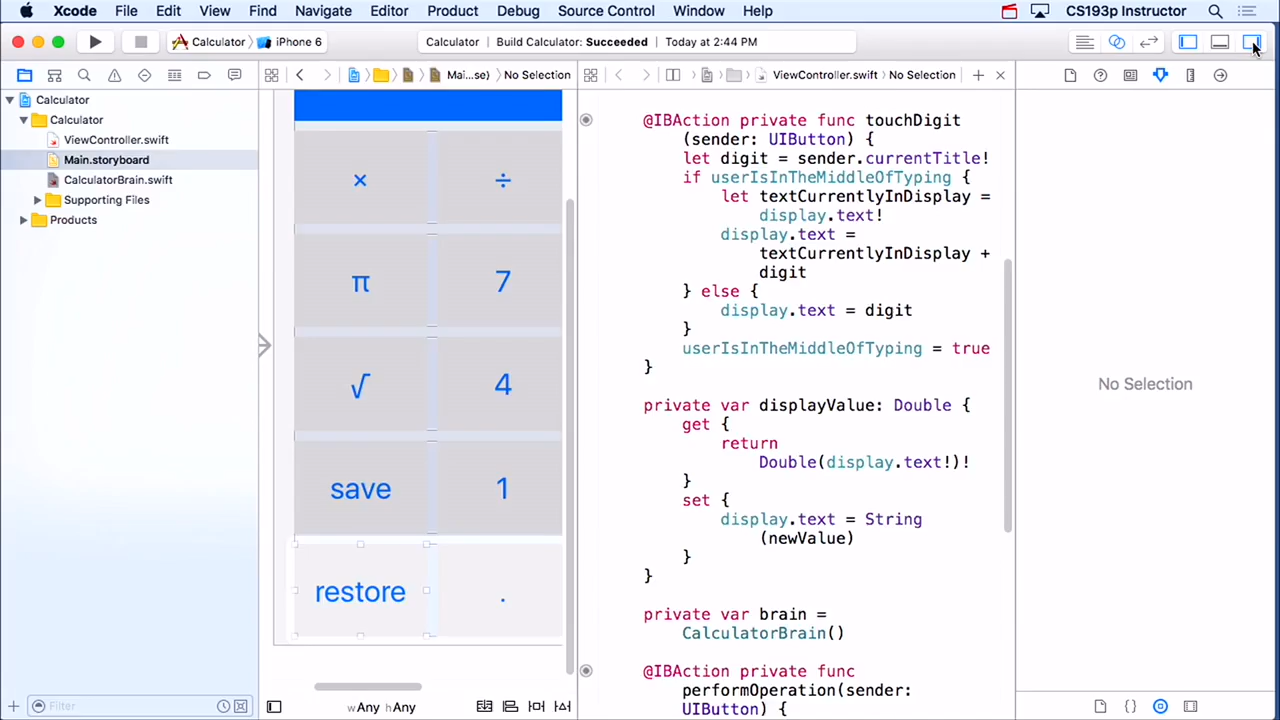 Xcode File Edit View Find Navigate Editor Product Debug Source Control Window Help CS193p Instructor
Calculator iPhone 6 Calculator Build Calculator: Succeeded Today at 2:44 PM
Mai...se) No Selection ViewController.swift No Selection
Calculator
Calculator
ViewController.swift
Main.storyboard
CalculatorBrain.swift
Supporting Files
Products
Filter
× ÷
π 7
√ 4
save 1
restore .
wAny hAny
@IBAction private func touchDigit
(sender: UIButton) {
let digit = sender.currentTitle!
if userIsInTheMiddleOfTyping {
let textCurrentlyInDisplay =
display.text!
display.text =
textCurrentlyInDisplay +
digit
} else {
display.text = digit
}
userIsInTheMiddleOfTyping = true
}
private var displayValue: Double {
get {
return
Double(display.text!)!
}
set {
display.text = String
(newValue)
}
}
private var brain =
CalculatorBrain()
@IBAction private func
performOperation(sender:
UIButton) {
No Selection